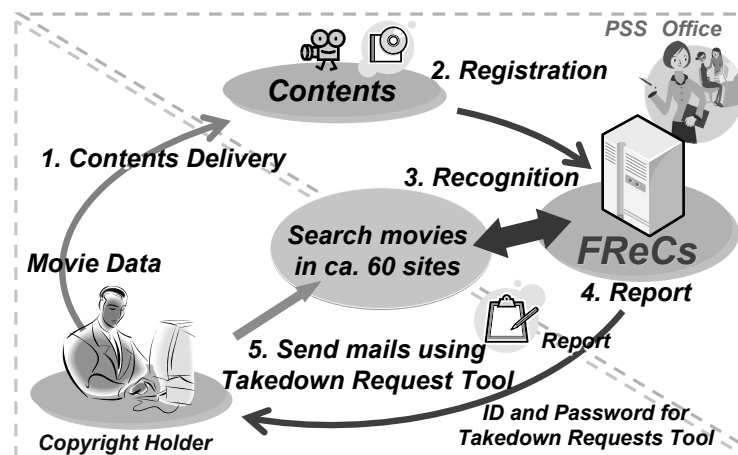 PSS Office
2. Registration
Contents
1. Contents Delivery
3. Recognition
Search movies
in ca. 60 sites
FReCs
Movie Data
4. Report
Report
5. Send mails using
Takedown Request Tool
ID and Password for
Takedown Requests Tool
Copyright Holder